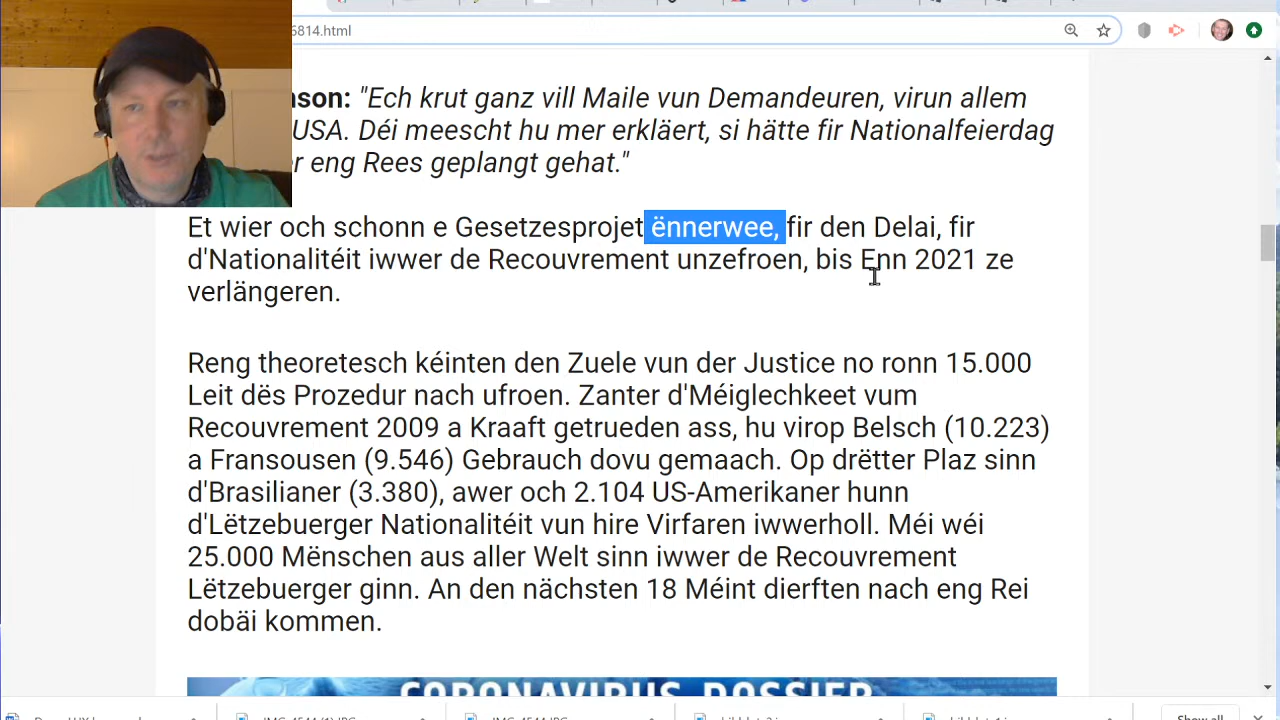 6814.html
nson: "Ech krut ganz vill Maile vun Demandeuren, virun allem
USA. Déi meescht hu mer erkläert, si hätte fir Nationalfeierdag
er eng Rees geplangt gehat."
Et wier och schonn e Gesetzesprojet ënnerwee, fir den Delai, fir
d'Nationalitéit iwwer de Recouvrement unzefroen, bis Enn 2021 ze
verlängeren.
Reng theoretesch kéinten den Zuele vun der Justice no ronn 15.000
Leit dës Prozedur nach ufroen. Zanter d'Méiglechkeet vum
Recouvrement 2009 a Kraaft getrueden ass, hu virop Belsch (10.223)
a Fransousen (9.546) Gebrauch dovu gemaach. Op drëtter Plaz sinn
d'Brasilianer (3.380), awer och 2.104 US-Amerikaner hunn
d'Lëtzebuerger Nationalitéit vun hire Virfaren iwwerholl. Méi wéi
25.000 Mënschen aus aller Welt sinn iwwer de Recouvrement
Lëtzebuerger ginn. An den nächsten 18 Méint dierften nach eng Rei
dobäi kommen.
CORONAVIRUS-DOSSIER
Show all